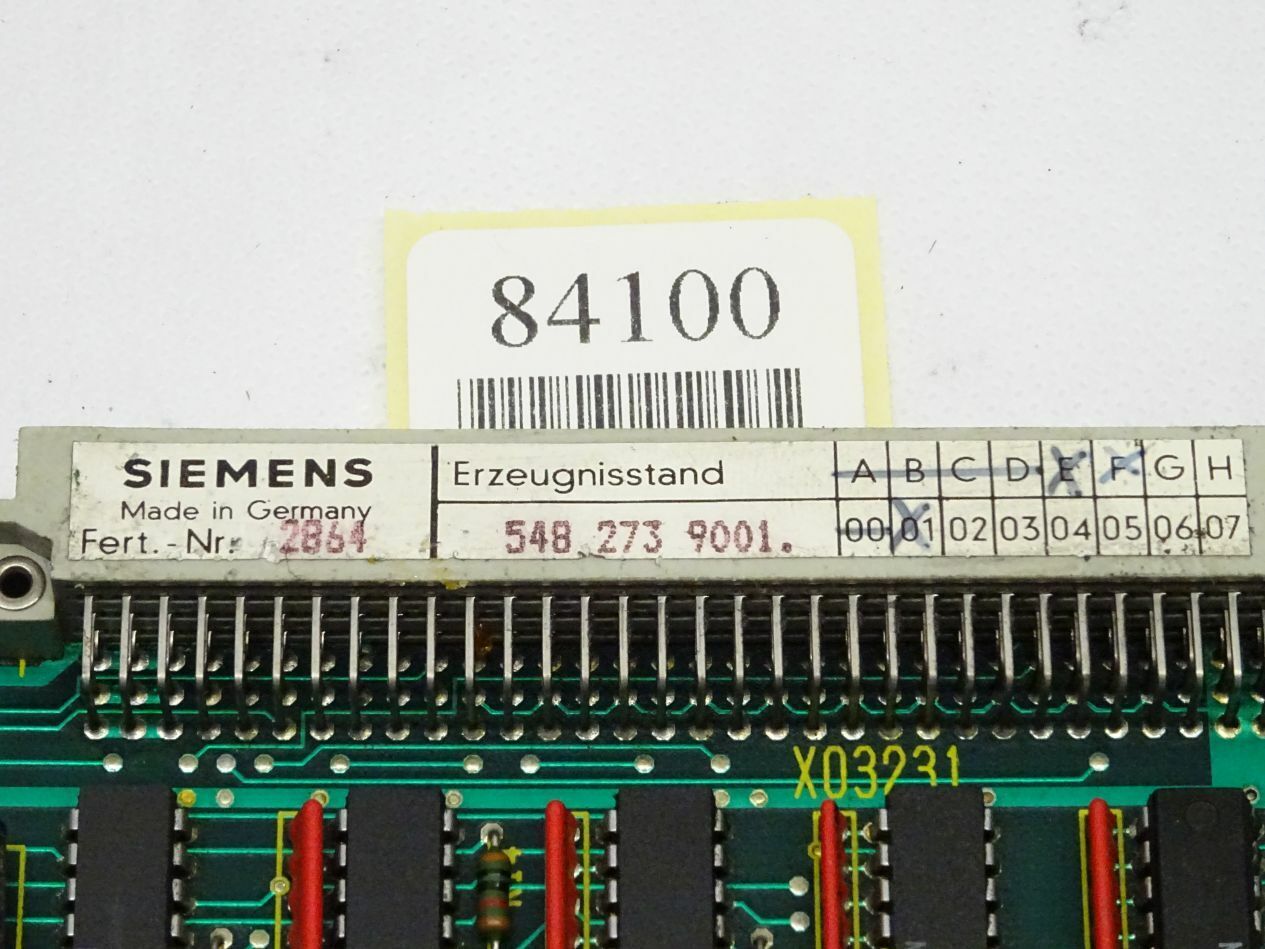 84100
SIEMENS
Made in Germany
Fert.-Nr: 2864
Erzeugnisstand A B C D E F G H
548 273 9001. 00 01 02 03 04 05 06 07
X03231